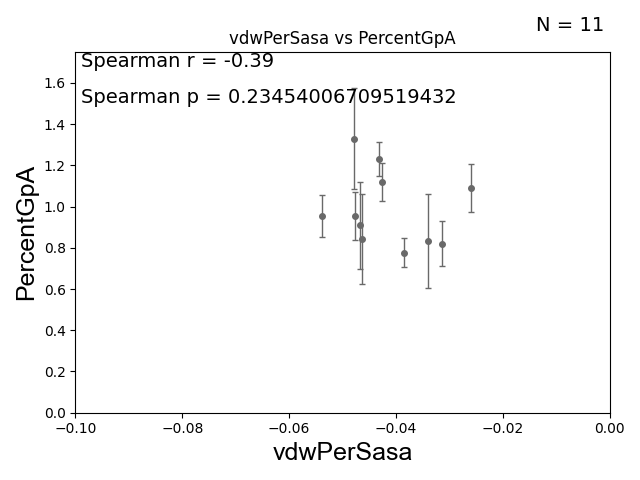 N = 11
vdwPerSasa vs PercentGpA
Spearman r = -0.39
Spearman p = 0.23454006709519432
PercentGpA
1.6
1.4
1.2
1.0
0.8
0.6
0.4
0.2
0.0
−0.10 −0.08 −0.06 −0.04 −0.02 0.00
vdwPerSasa